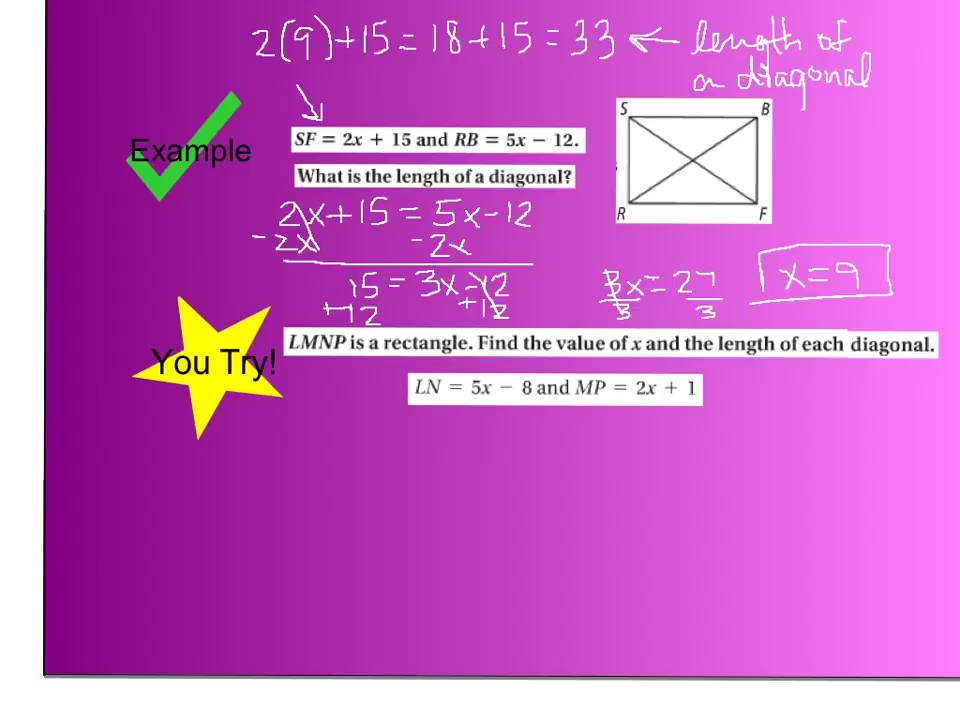 2(9)+15=18+15=33 ← length of
a diagonal
Example
SF = 2x + 15 and RB = 5x − 12.
What is the length of a diagonal?
S
B
R
F
2x+15=5x-12
-2x -2x
15=3x-12
+12 +12
3x=27
3 3
x=9
You Try!
LMNP is a rectangle. Find the value of x and the length of each diagonal.
LN = 5x − 8 and MP = 2x + 1